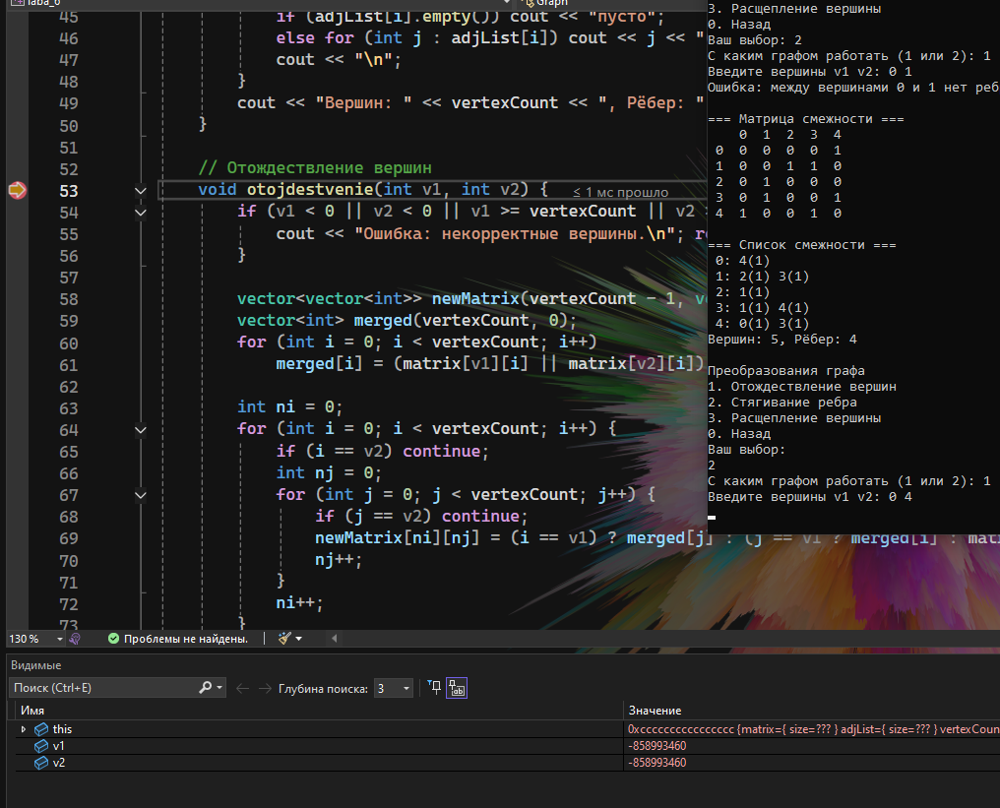 laba_6
Graph
45 if (adjList[i].empty()) cout << "пусто";
46 else for (int j : adjList[i]) cout << j << "
47 cout << "\n";
48 }
49 cout << "Вершин: " << vertexCount << ", Рёбер: "
50 }
51
52 // Отождествление вершин
53 void otojdestvenie(int v1, int v2) { ≤ 1 мс прошло
54 if (v1 < 0 || v2 < 0 || v1 >= vertexCount || v2
55 cout << "Ошибка: некорректные вершины.\n"; re
56 }
57
58 vector<vector<int>> newMatrix(vertexCount - 1, v
59 vector<int> merged(vertexCount, 0);
60 for (int i = 0; i < vertexCount; i++)
61 merged[i] = (matrix[v1][i] || matrix[v2][i])
62
63 int ni = 0;
64 for (int i = 0; i < vertexCount; i++) {
65 if (i == v2) continue;
66 int nj = 0;
67 for (int j = 0; j < vertexCount; j++) {
68 if (j == v2) continue;
69 newMatrix[ni][nj] = (i == v1) ? merged[j] : (j == v1 ? merged[i] : mat
70 nj++;
71 }
72 ni++;
73 }
3. Расщепление вершины
0. Назад
Ваш выбор: 2
С каким графом работать (1 или 2): 1
Введите вершины v1 v2: 0 1
Ошибка: между вершинами 0 и 1 нет реб
=== Матрица смежности ===
0 1 2 3 4
0 0 0 0 0 1
1 0 0 1 1 0
2 0 1 0 0 0
3 0 1 0 0 1
4 1 0 0 1 0
=== Список смежности ===
0: 4(1)
1: 2(1) 3(1)
2: 1(1)
3: 1(1) 4(1)
4: 0(1) 3(1)
Вершин: 5, Рёбер: 4
Преобразования графа
1. Отождествление вершин
2. Стягивание ребра
3. Расщепление вершины
0. Назад
Ваш выбор:
2
С каким графом работать (1 или 2): 1
Введите вершины v1 v2: 0 4
130 % Проблемы не найдены.
Видимые
Поиск (Ctrl+E) Глубина поиска: 3
Имя Значение
this 0xcccccccccccccccc {matrix={ size=??? } adjList={ size=??? } vertexCoun
v1 -858993460
v2 -858993460